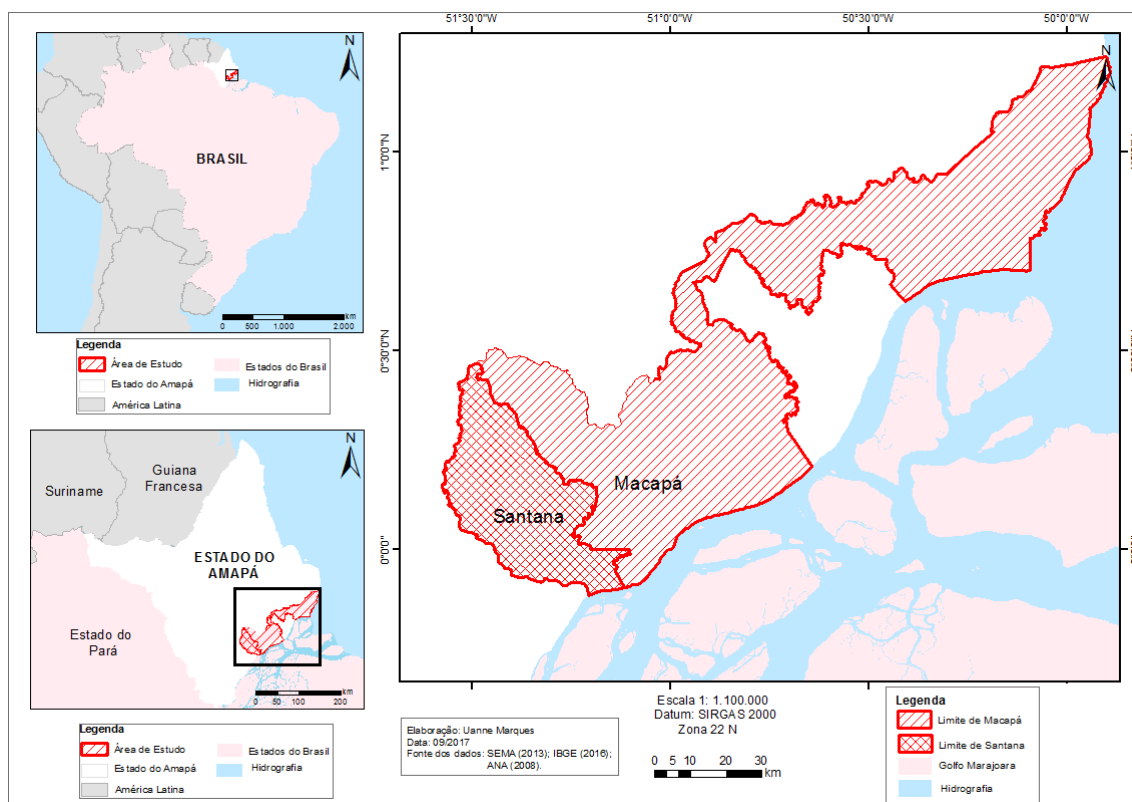 N
BRASIL
km
0 500 1.000 2.000
Legenda
Área de Estudo
Estados do Brasil
Estado do Amapá
Hidrografia
América Latina
N
Suriname
Guiana
Francesa
ESTADO DO
AMAPÁ
Estado do
Pará
km
0 50 100 200
Legenda
Área de Estudo
Estados do Brasil
Estado do Amapá
Hidrografia
América Latina
51°30'0"W 51°0'0"W 50°30'0"W 50°0'0"W
N
1°0'0"N
0°30'0"N
0°0'0"
Macapá
Santana
Elaboração: Uanne Marques
Data: 09/2017
Fonte dos dados: SEMA (2013); IBGE (2016);
ANA (2008).
Escala 1: 1.100.000
Datum: SIRGAS 2000
Zona 22 N
0 5 10 20 30
km
Legenda
Limite de Macapá
Limite de Santana
Golfo Marajoara
Hidrografia